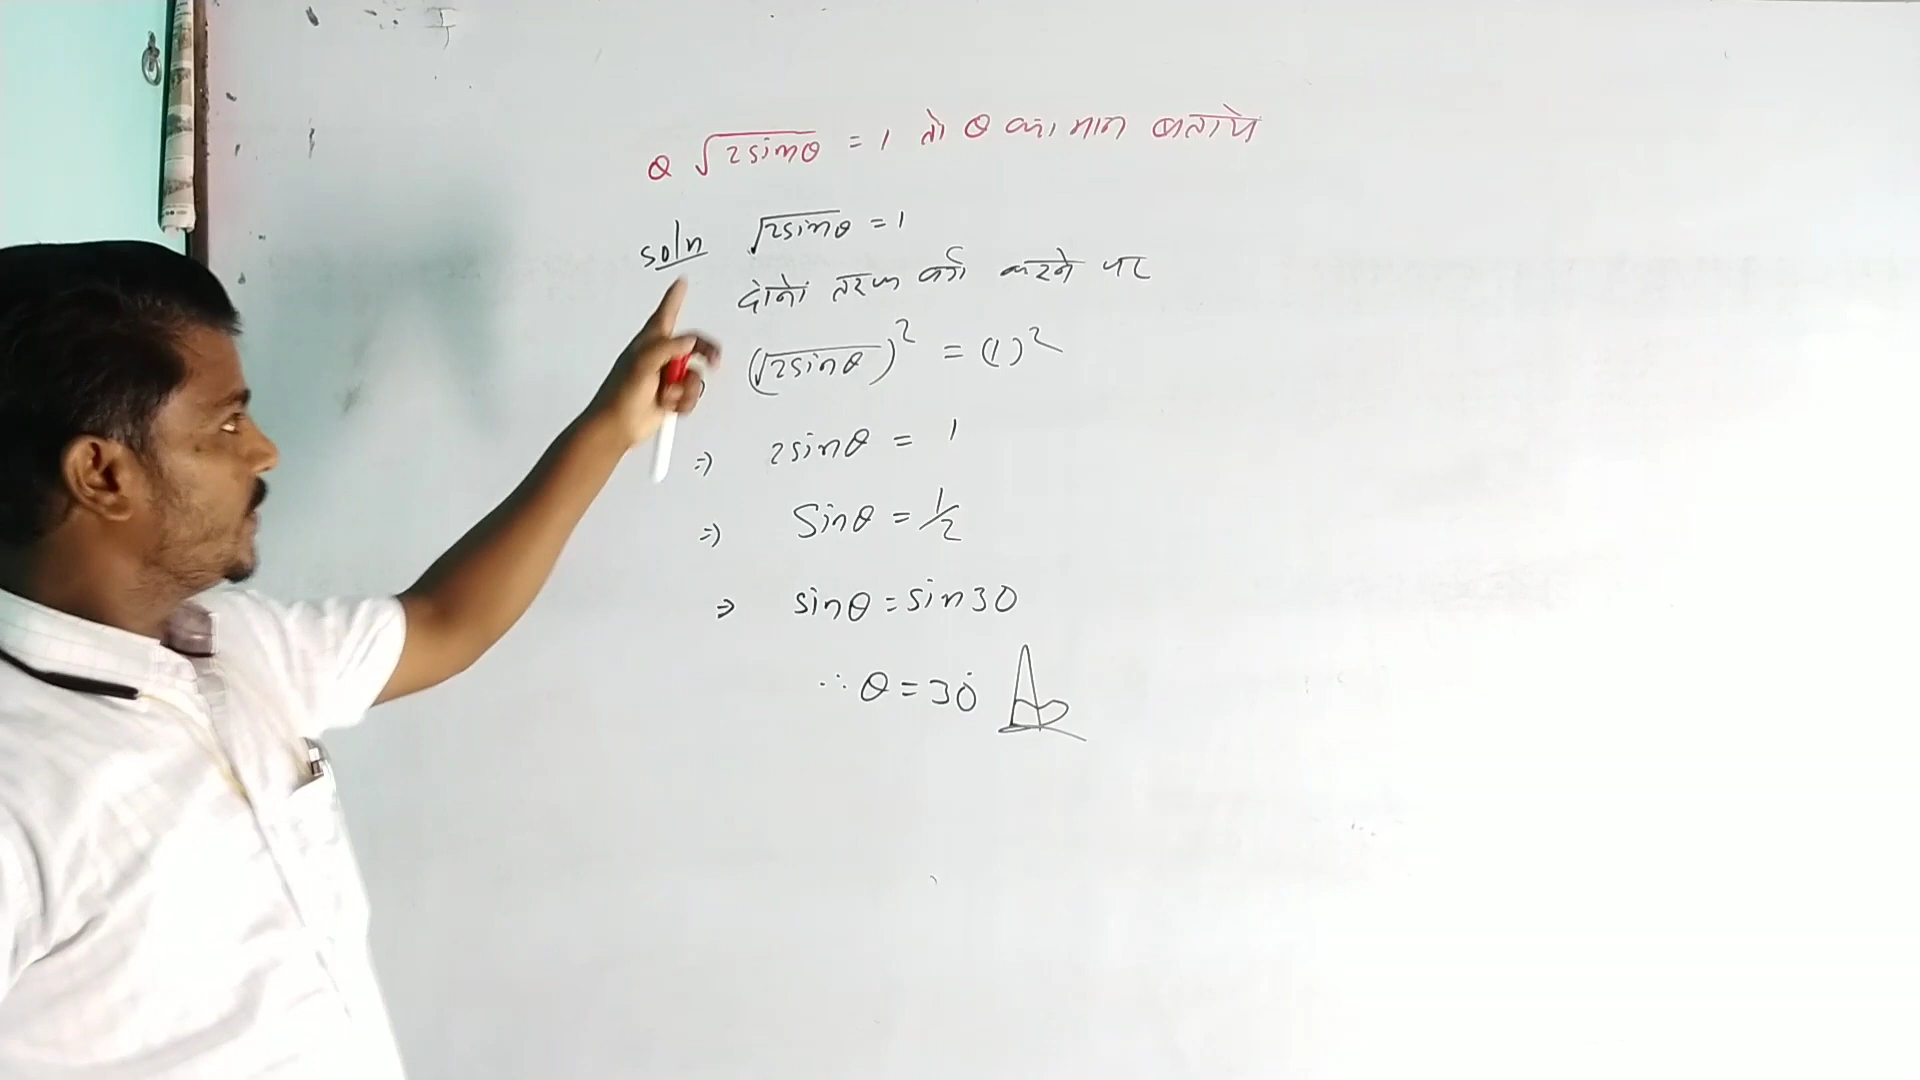 Q √2sinθ = 1 तो θ का मान बताये
soln √2sinθ = 1
दोनो तरफ वर्ग करने पर
(√2sinθ)² = (1)²
⇒ 2sinθ = 1
⇒ Sinθ = 1/2
⇒ sinθ = sin30
∴ θ = 30°